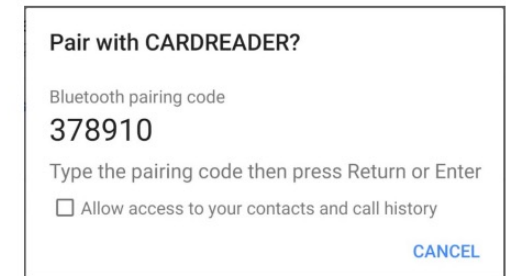 Pair with CARDREADER?
Bluetooth pairing code
378910
Type the pairing code then press Return or Enter
Allow access to your contacts and call history
CANCEL